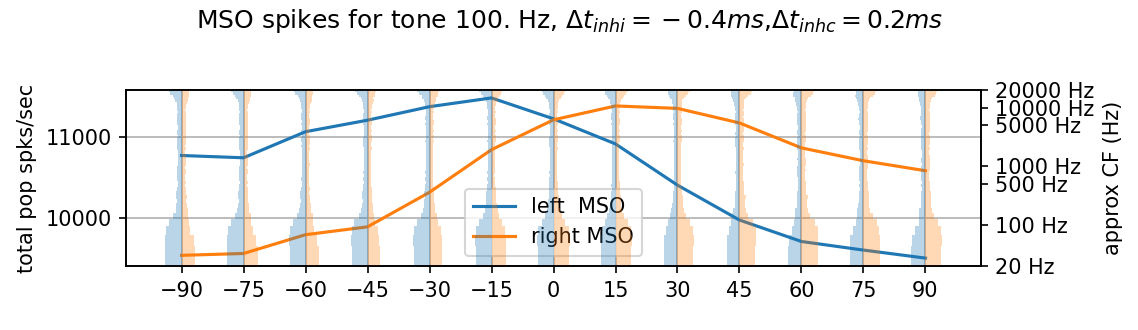 MSO spikes for tone 100. Hz, Δt_inhi = −0.4ms,Δt_inhc = 0.2ms
total pop spks/sec
11000
10000
left  MSO
right MSO
20000 Hz
10000 Hz
5000 Hz
1000 Hz
500 Hz
100 Hz
20 Hz
approx CF (Hz)
−90 −75 −60 −45 −30 −15 0 15 30 45 60 75 90